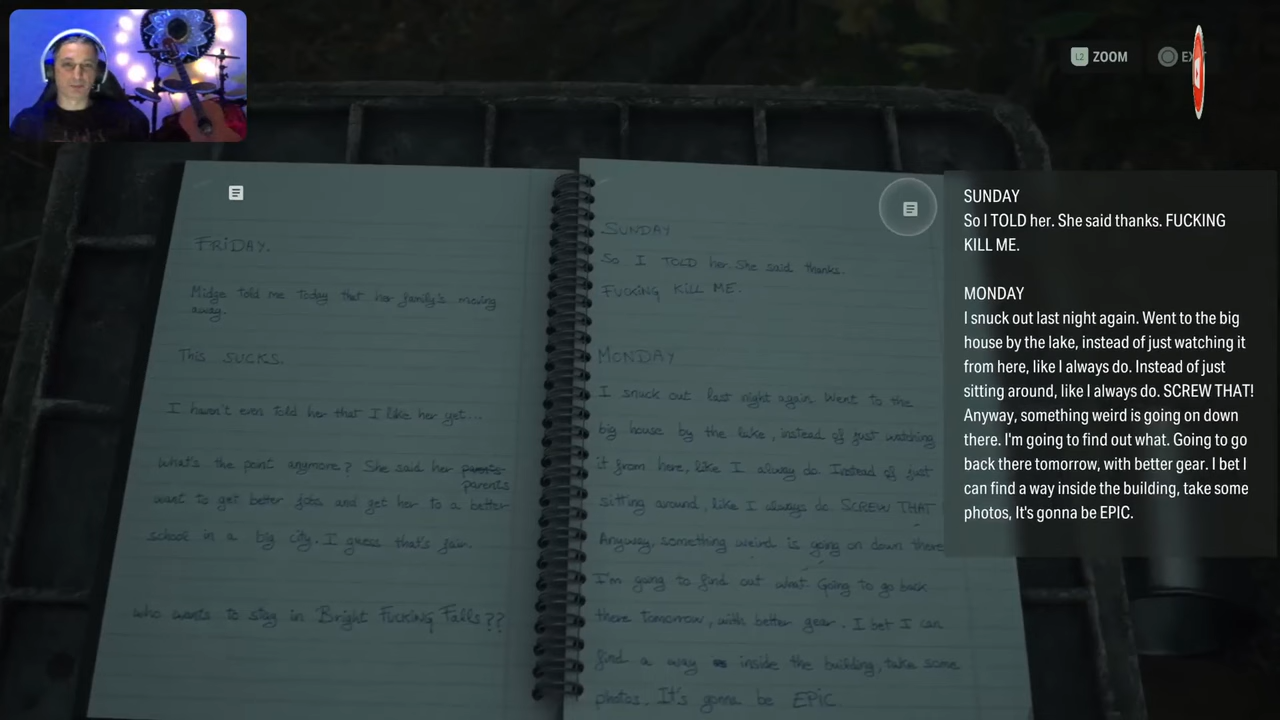 L2 ZOOM
EX
FRIDAY.
Midge told me today that her family's moving
away.
This SUCKS.
I haven't even told her that I like her yet...
what's the point anymore? She said her parents
parents
want to get better jobs and get her to a better
school in a big city. I guess that's fair.
who wants to stay in Bright Fucking Falls??
SUNDAY
So I TOLD her. She said thanks.
FUCKING KILL ME.
MONDAY
I snuck out last night again. Went to the
big house by the lake, instead of just watching
it from here, like I always do. Instead of just
sitting around, like I always do. SCREW THAT
Anyway, something weird is going on down there
I'm going to find out what. Going to go back
there tomorrow, with better gear. I bet I can
find a way inside the building, take some
photos. It's gonna be EPIC
SUNDAY
So I TOLD her. She said thanks. FUCKING
KILL ME.
MONDAY
I snuck out last night again. Went to the big
house by the lake, instead of just watching it
from here, like I always do. Instead of just
sitting around, like I always do. SCREW THAT!
Anyway, something weird is going on down
there. I'm going to find out what. Going to go
back there tomorrow, with better gear. I bet I
can find a way inside the building, take some
photos, It's gonna be EPIC.